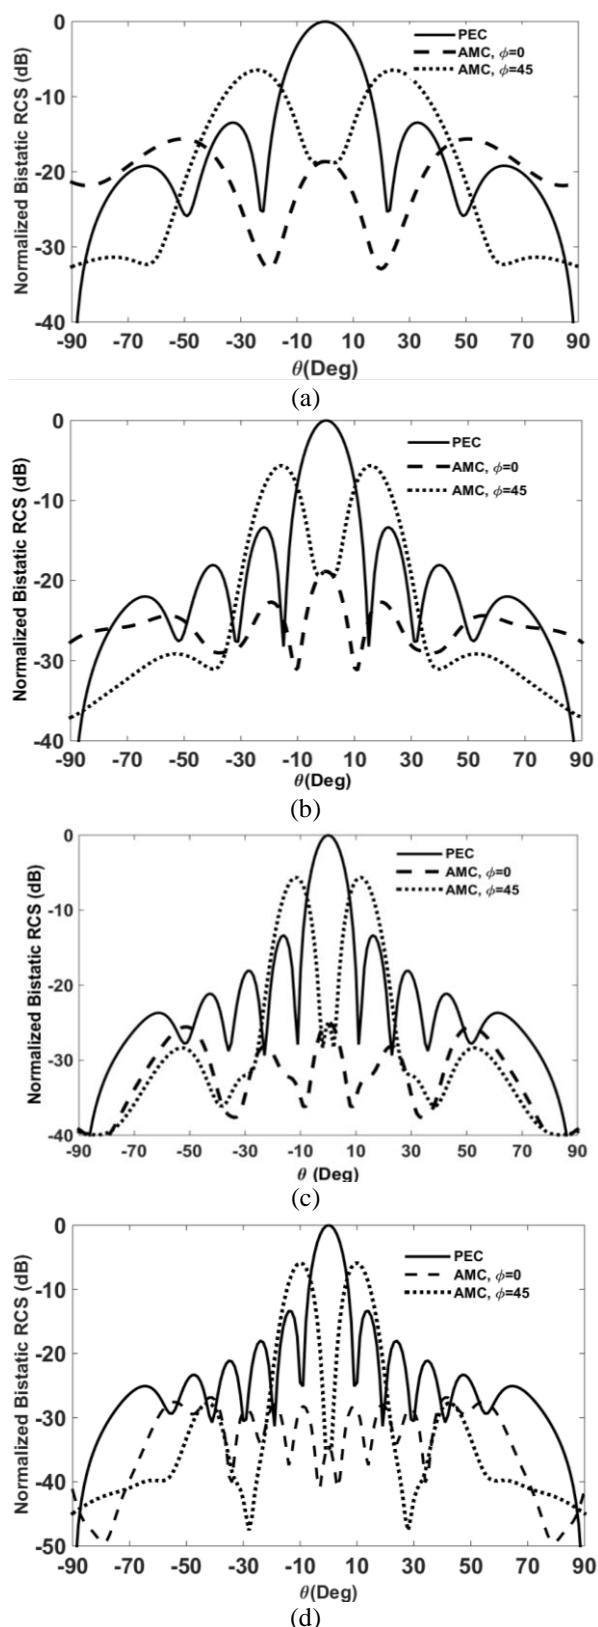 0
-10
-20
-30
-40
Normalized Bistatic RCS (dB)
PEC
AMC, ϕ=0
AMC, ϕ=45
-90 -70 -50 -30 -10 10 30 50 70 90
θ(Deg)
(a)
0
-10
-20
-30
-40
Normalized Bistatic RCS (dB)
PEC
AMC, ϕ=0
AMC, ϕ=45
-90 -70 -50 -30 -10 10 30 50 70 90
θ(Deg)
(b)
0
-10
-20
-30
-40
Normalized Bistatic RCS (dB)
PEC
AMC, ϕ=0
AMC, ϕ=45
-90 -70 -50 -30 -10 10 30 50 70 90
θ (Deg)
(c)
0
-10
-20
-30
-40
-50
Normalized Bistatic RCS (dB)
PEC
AMC, ϕ=0
AMC, ϕ=45
-90 -70 -50 -30 -10 10 30 50 70 90
θ(Deg)
(d)